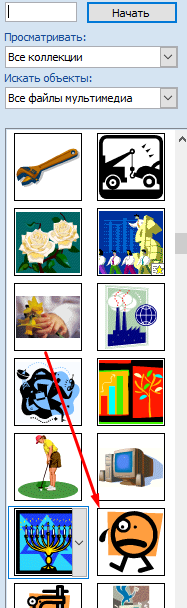 Начать
Просматривать:
Все коллекции
Искать объекты:
Все файлы мультимедиа